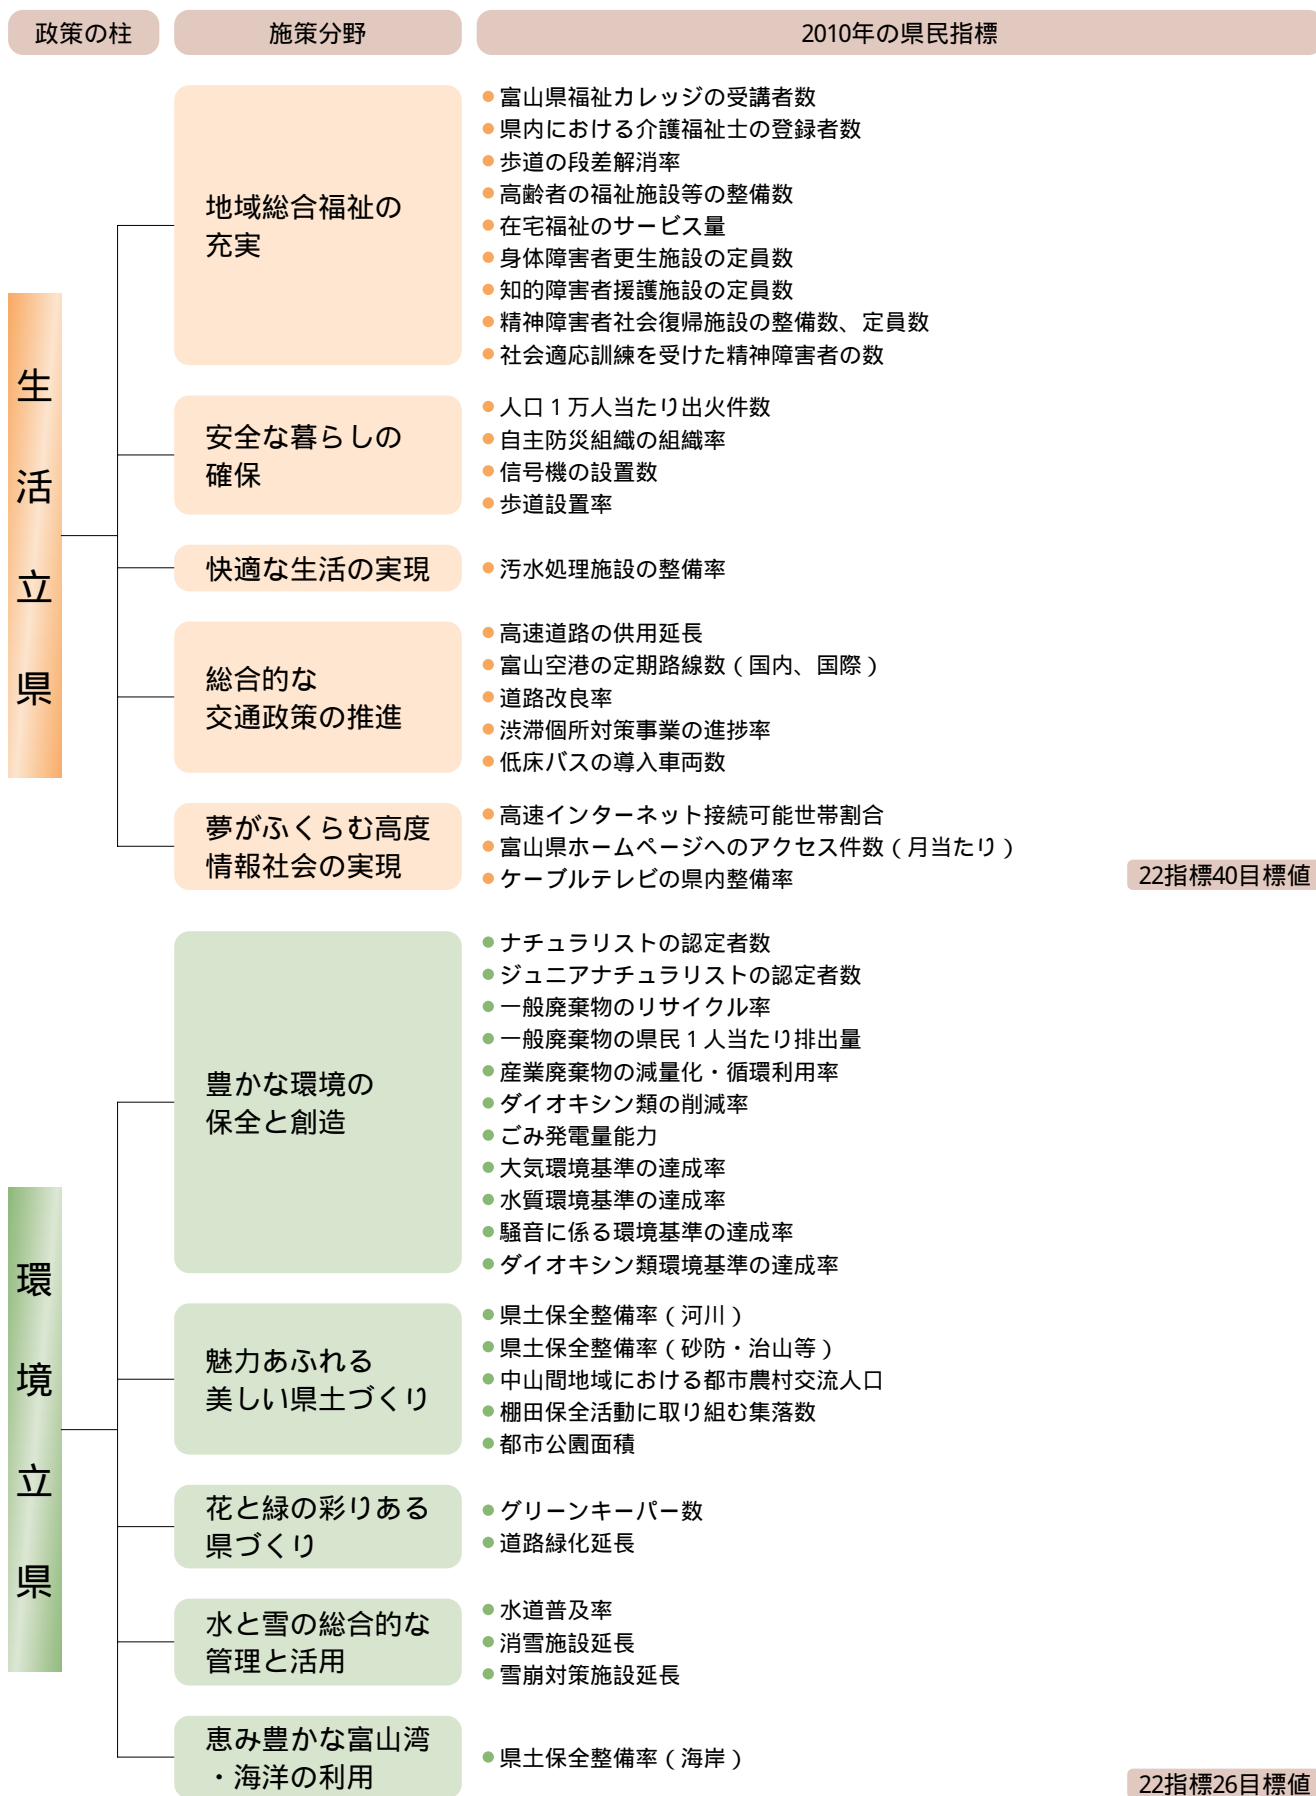 政策の柱
施策分野
2010年の県民指標
生活立県
地域総合福祉の
充実
●富山県福祉カレッジの受講者数
●県内における介護福祉士の登録者数
●歩道の段差解消率
●高齢者の福祉施設等の整備数
●在宅福祉のサービス量
●身体障害者更生施設の定員数
●知的障害者援護施設の定員数
●精神障害者社会復帰施設の整備数、定員数
●社会適応訓練を受けた精神障害者の数
安全な暮らしの
確保
●人口1万人当たり出火件数
●自主防災組織の組織率
●信号機の設置数
●歩道設置率
快適な生活の実現
●汚水処理施設の整備率
総合的な
交通政策の推進
●高速道路の供用延長
●富山空港の定期路線数（国内、国際）
●道路改良率
●渋滞個所対策事業の進捗率
●低床バスの導入車両数
夢がふくらむ高度
情報社会の実現
●高速インターネット接続可能世帯割合
●富山県ホームページへのアクセス件数（月当たり）
●ケーブルテレビの県内整備率
22指標40目標値
環境立県
豊かな環境の
保全と創造
●ナチュラリストの認定者数
●ジュニアナチュラリストの認定者数
●一般廃棄物のリサイクル率
●一般廃棄物の県民1人当たり排出量
●産業廃棄物の減量化・循環利用率
●ダイオキシン類の削減率
●ごみ発電量能力
●大気環境基準の達成率
●水質環境基準の達成率
●騒音に係る環境基準の達成率
●ダイオキシン類環境基準の達成率
魅力あふれる
美しい県土づくり
●県土保全整備率（河川）
●県土保全整備率（砂防・治山等）
●中山間地域における都市農村交流人口
●棚田保全活動に取り組む集落数
●都市公園面積
花と緑の彩りある
県づくり
●グリーンキーパー数
●道路緑化延長
水と雪の総合的な
管理と活用
●水道普及率
●消雪施設延長
●雪崩対策施設延長
恵み豊かな富山湾
・海洋の利用
●県土保全整備率（海岸）
22指標26目標値